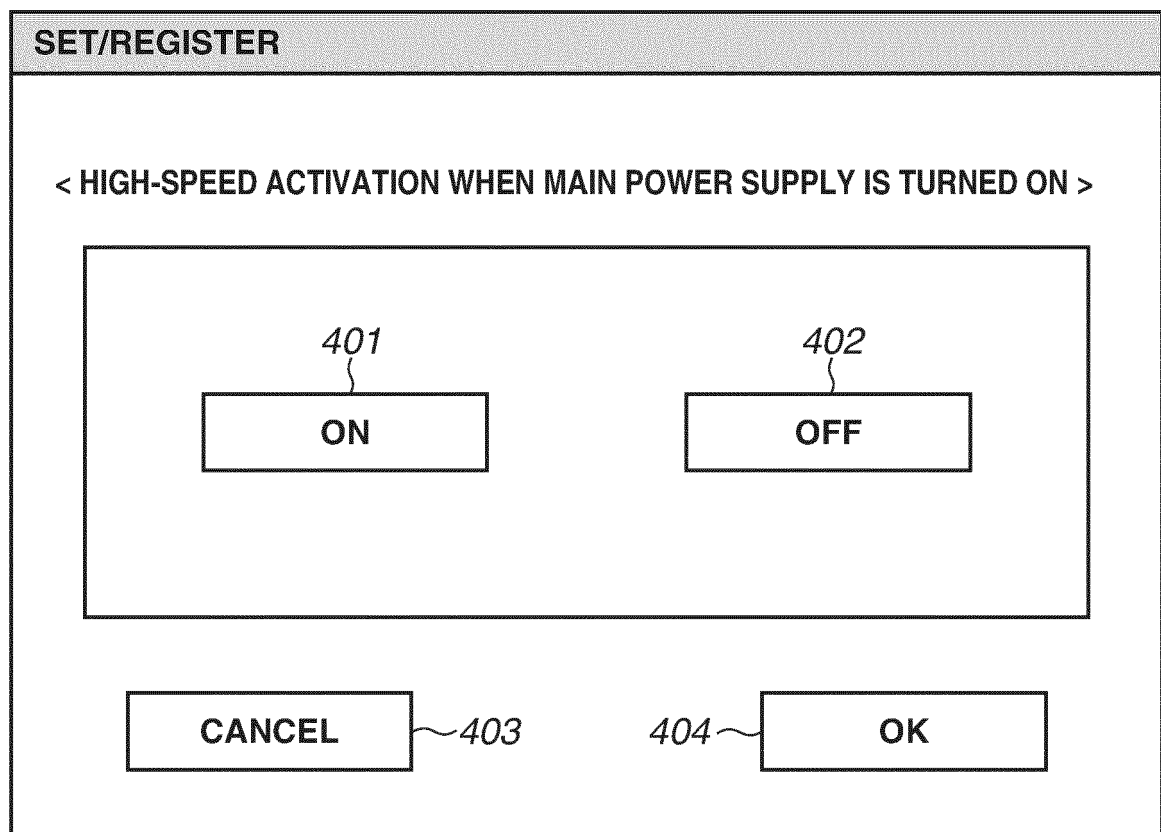 SET/REGISTER
< HIGH-SPEED ACTIVATION WHEN MAIN POWER SUPPLY IS TURNED ON >
401 402
ON OFF
CANCEL 403 404 OK